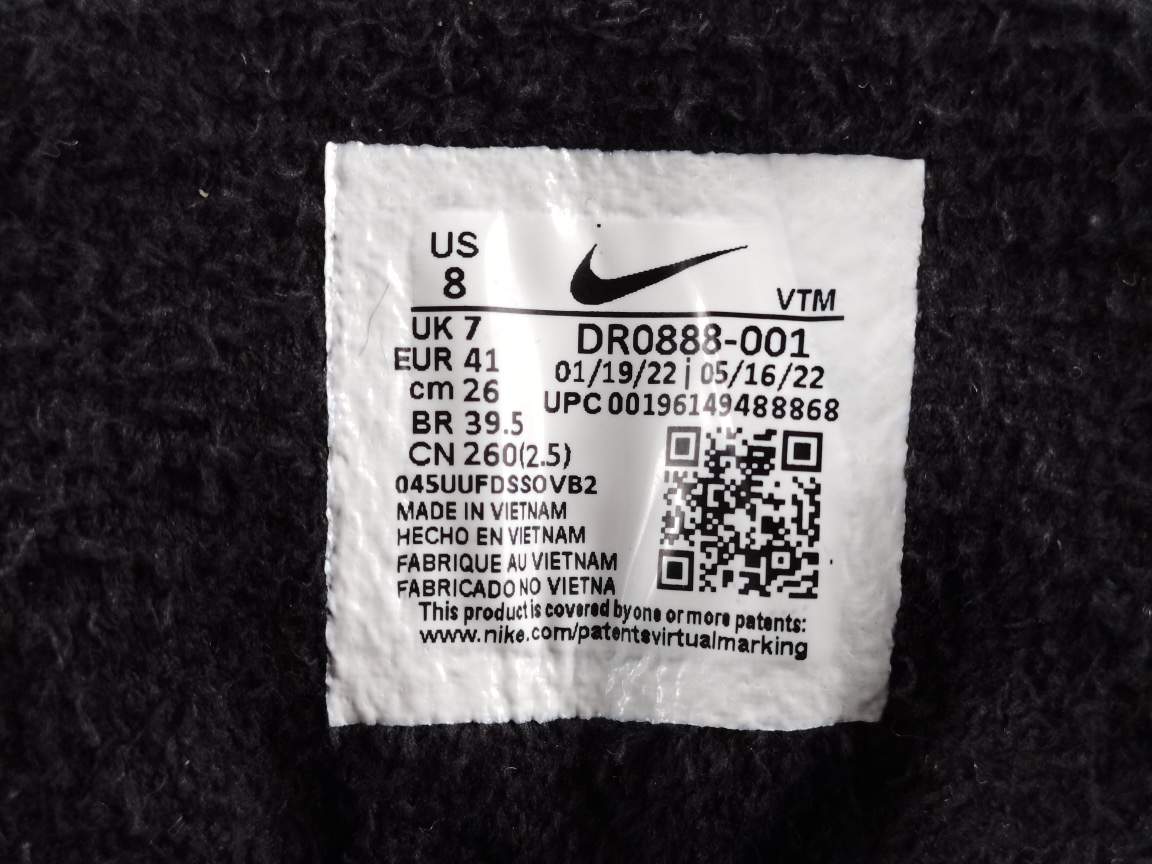 US
8
VTM
UK 7
EUR 41
cm 26
BR 39.5
CN 260(2.5)
DR0888-001
01/19/22 | 05/16/22
UPC 00196149488868
045UUFDSSOVB2
MADE IN VIETNAM
HECHO EN VIETNAM
FABRIQUE AU VIETNAM
FABRICADO NO VIETNA
This product is covered by one or more patents:
www.nike.com/patentsvirtualmarking